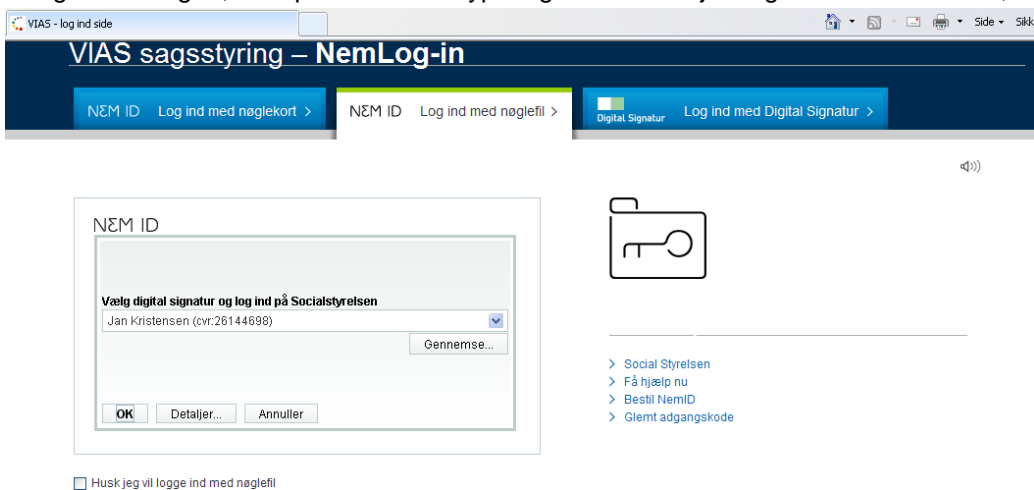 VIAS - log ind side
Side
Sikk
VIAS sagsstyring – NemLog-in
NEM ID Log ind med nøglekort >
NEM ID Log ind med nøglefil >
Digital Signatur Log ind med Digital Signatur >
NEM ID
Vælg digital signatur og log ind på Socialstyrelsen
Jan Kristensen (cvr:26144698)
Gennemse...
OK Detaljer... Annuller
> Social Styrelsen
> Få hjælp nu
> Bestil NemID
> Glemt adgangskode
Husk jeg vil logge ind med nøglefil